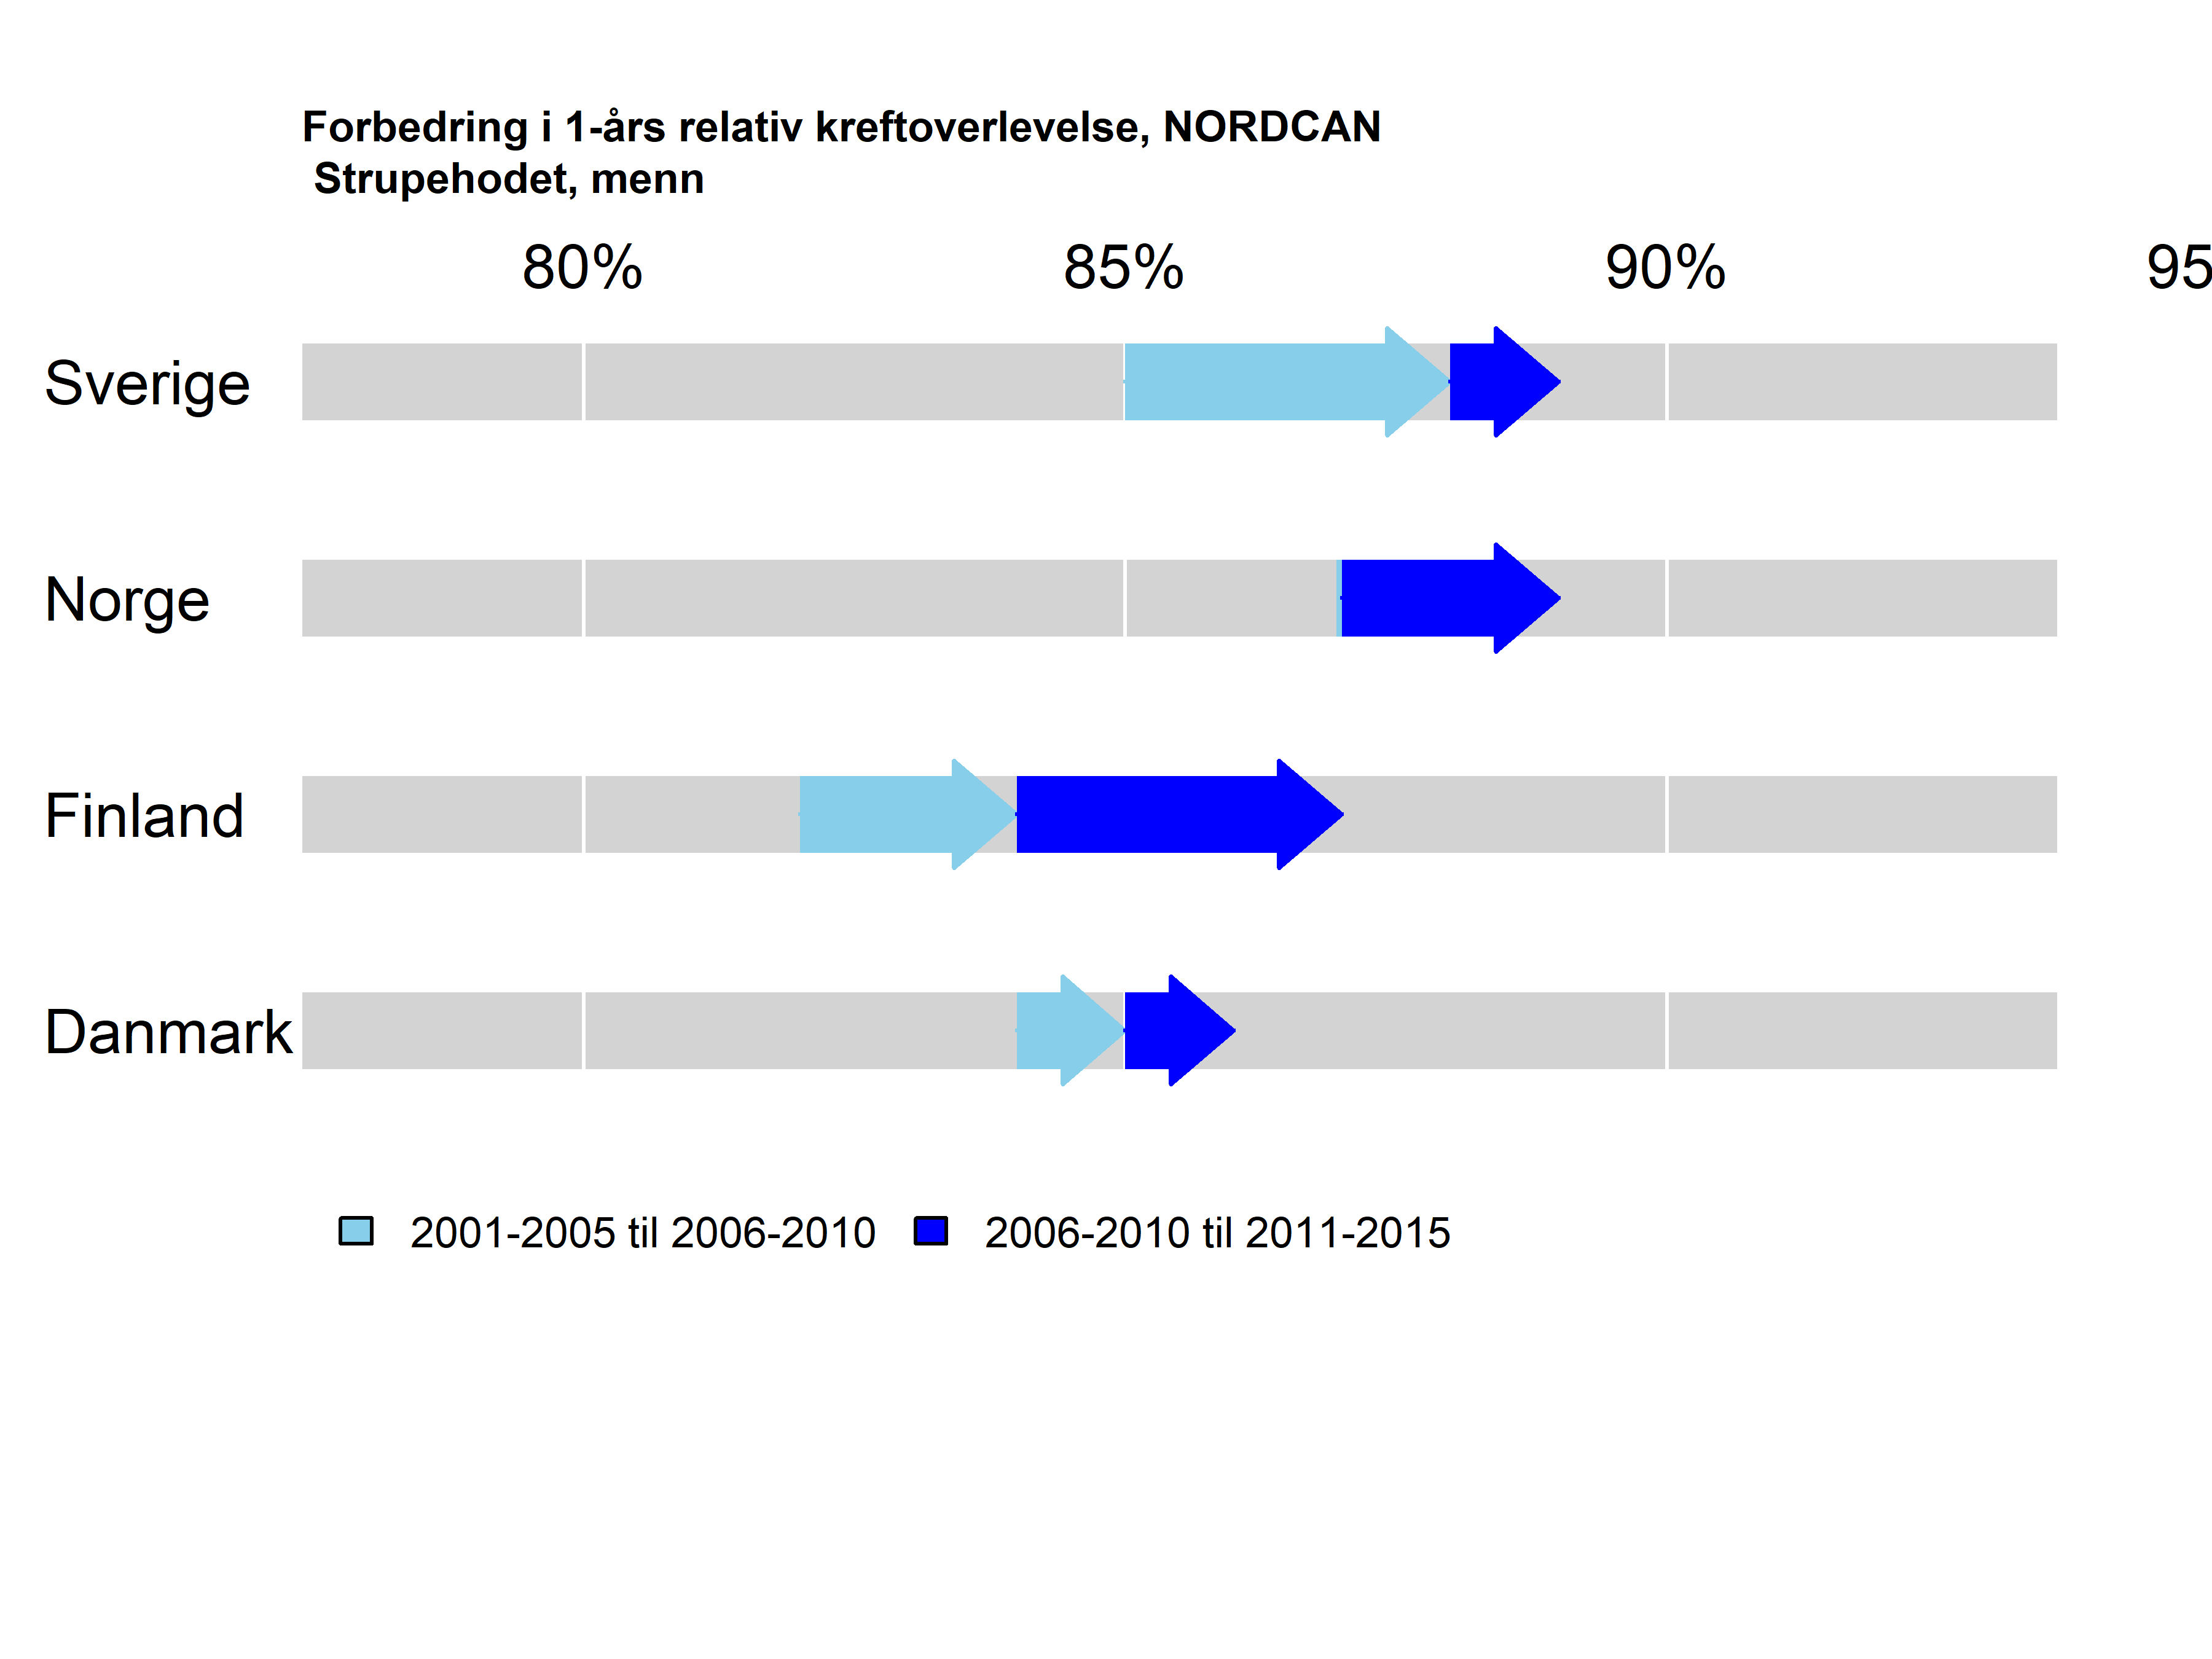 Forbedring i 1-års relativ kreftoverlevelse, NORDCAN
Strupehodet, menn
80% 85% 90% 95
Sverige
Norge
Finland
Danmark
2001-2005 til 2006-2010 2006-2010 til 2011-2015